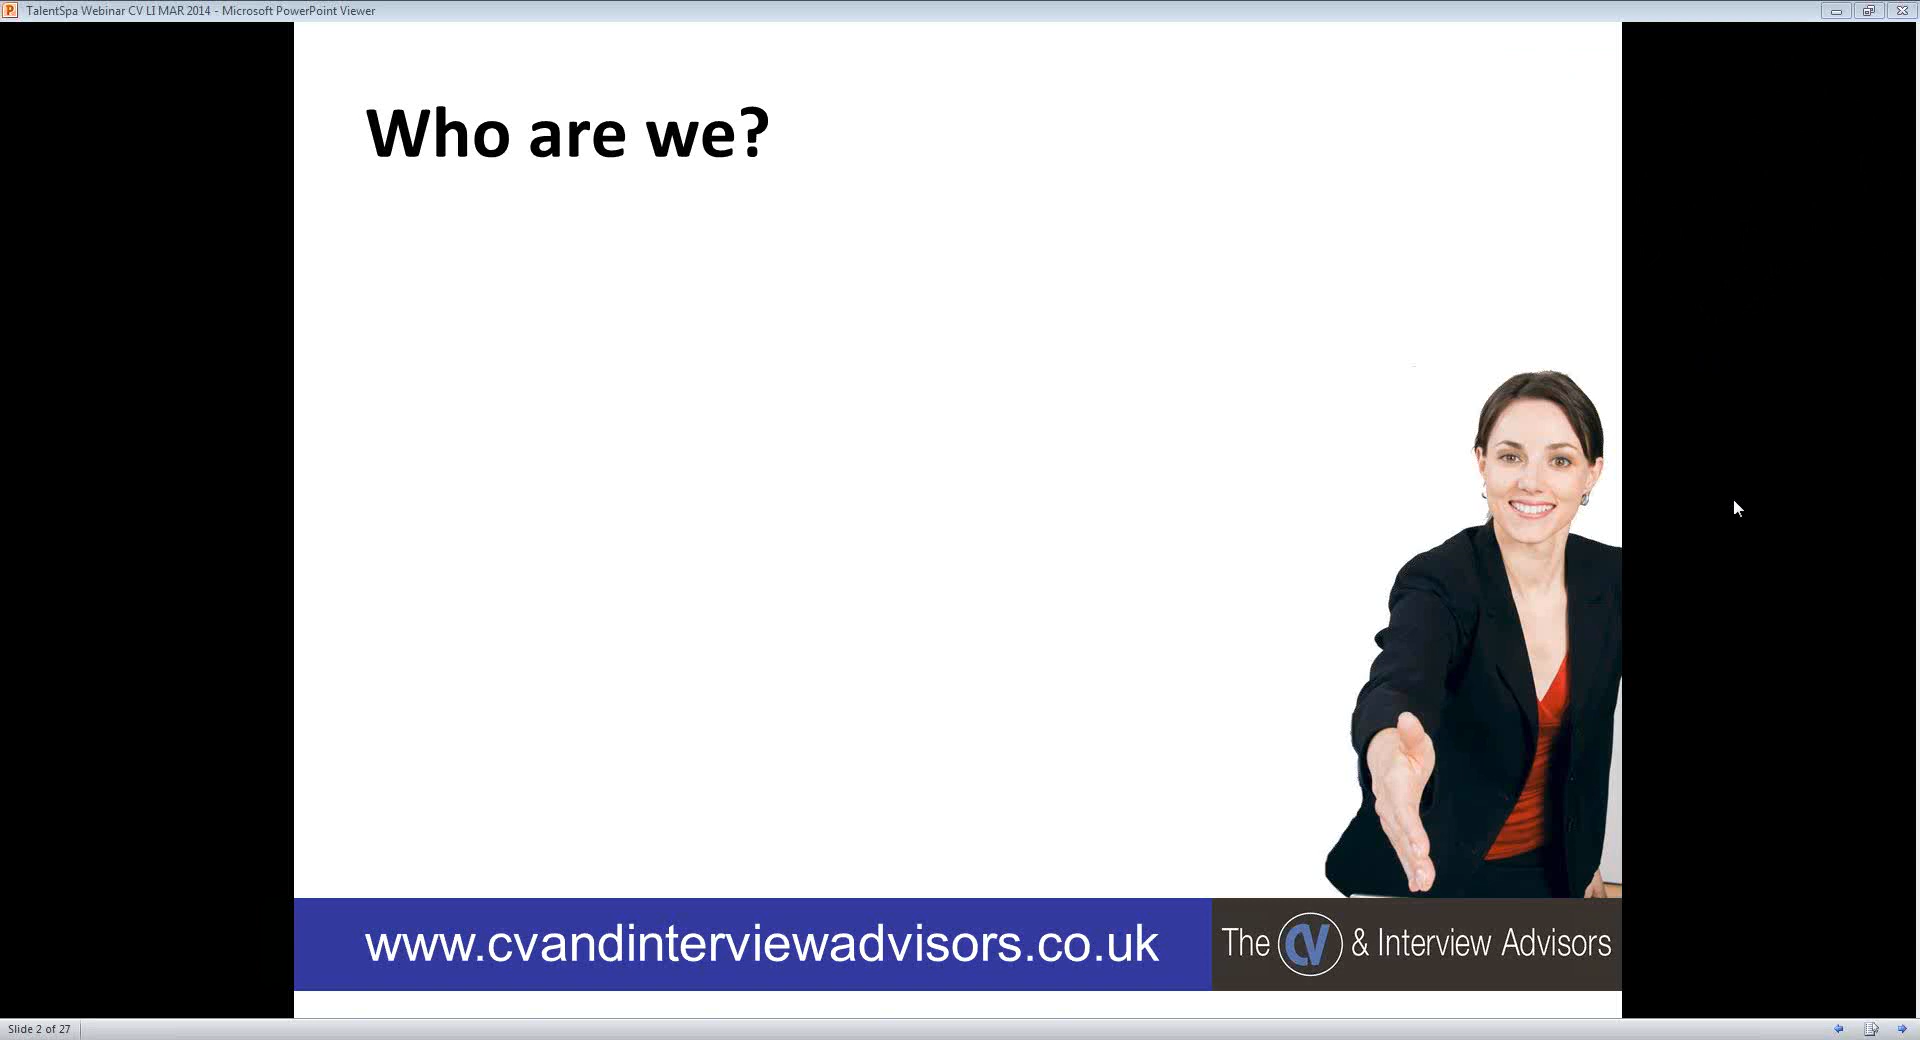 TalentSpa Webinar CV LI MAR 2014 - Microsoft PowerPoint Viewer
Who are we?
www.cvandinterviewadvisors.co.uk
The CV & Interview Advisors
Slide 2 of 27